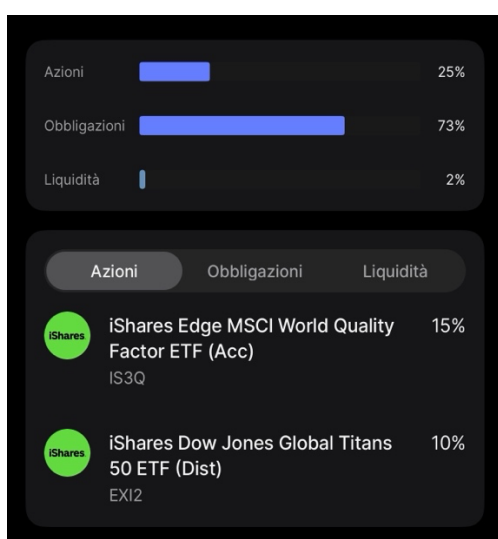 Azioni 25%
Obbligazioni 73%
Liquidità 2%
Azioni Obbligazioni Liquidità
iShares
iShares Edge MSCI World Quality 15%
Factor ETF (Acc)
IS3Q
iShares
iShares Dow Jones Global Titans 10%
50 ETF (Dist)
EXI2